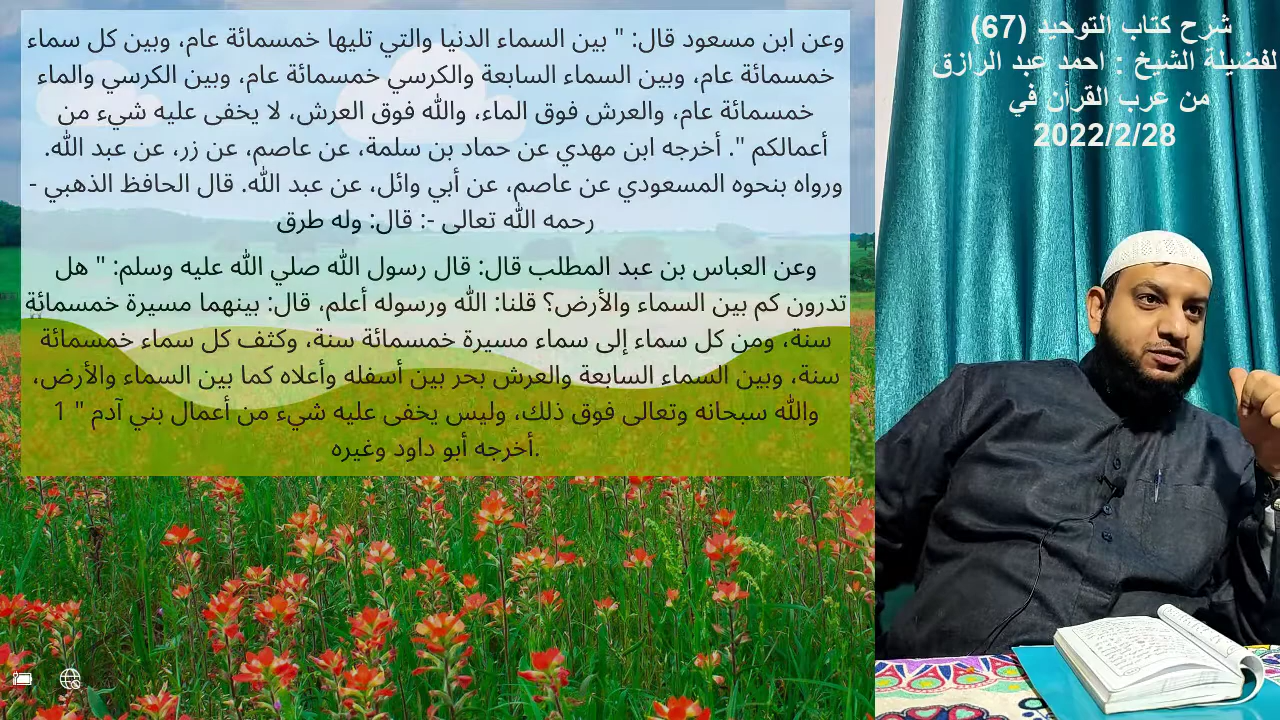 وعن ابن مسعود قال: " بين السماء الدنيا والتي تليها خمسمائة عام، وبين كل سماء
خمسمائة عام، وبين السماء السابعة والكرسي خمسمائة عام، وبين الكرسي والماء
خمسمائة عام، والعرش فوق الماء، والله فوق العرش، لا يخفى عليه شيء من
أعمالكم ". أخرجه ابن مهدي عن حماد بن سلمة، عن عاصم، عن زر، عن عبد الله.
ورواه بنحوه المسعودي عن عاصم، عن أبي وائل، عن عبد الله. قال الحافظ الذهبي -
رحمه الله تعالى -: قال: وله طرق
وعن العباس بن عبد المطلب قال: قال رسول الله صلي الله عليه وسلم: " هل
تدرون كم بين السماء والأرض؟ قلنا: الله ورسوله أعلم، قال: بينهما مسيرة خمسمائة
سنة، ومن كل سماء إلى سماء مسيرة خمسمائة سنة، وكثف كل سماء خمسمائة
سنة، وبين السماء السابعة والعرش بحر بين أسفله وأعلاه كما بين السماء والأرض،
والله سبحانه وتعالى فوق ذلك، وليس يخفى عليه شيء من أعمال بني آدم " 1
.أخرجه أبو داود وغيره
شرح كتاب التوحيد (67)
لفضيلة الشيخ : احمد عبد الرازق
من عرب القرآن في
2022/2/28